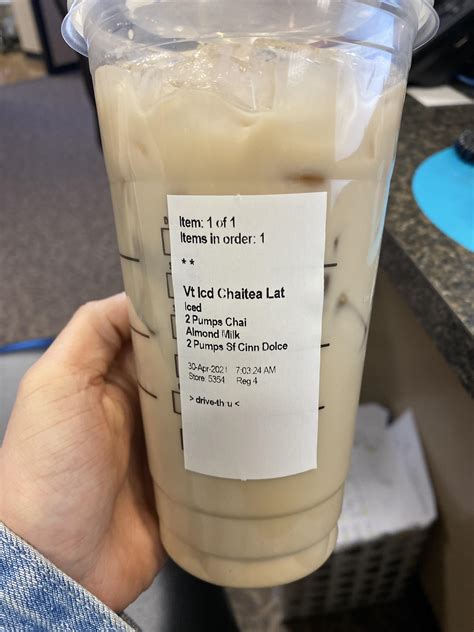 Item: 1 of 1
Items in order: 1
* *
Vt Icd Chaitea Lat
Iced
2 Pumps Chai
Almond Milk
2 Pumps Sf Cinn Dolce
30-Apr-2021 7:03:24 AM
Store: 5354 Reg 4
> drive-thru <